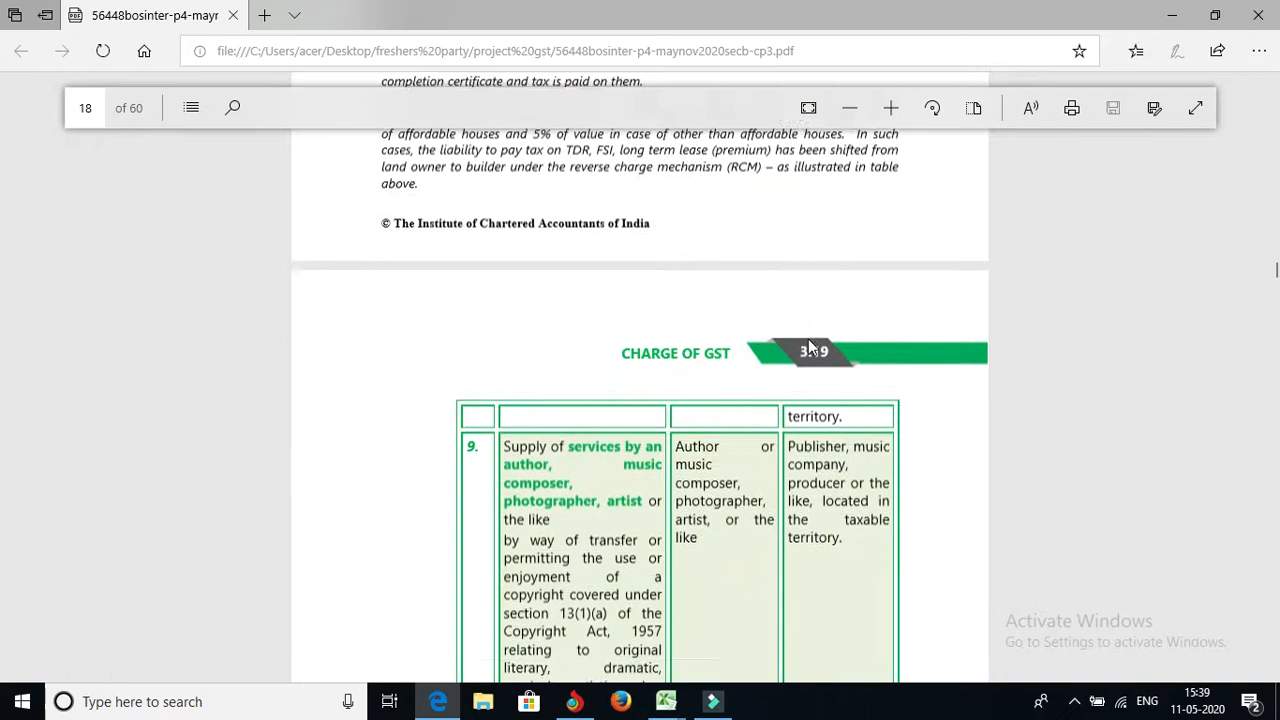 56448bosinter-p4-mayn
file:///C:/Users/acer/Desktop/freshers%20party/project%20gst/56448bosinter-p4-maynov2020secb-cp3.pdf
completion certificate and tax is paid on them.
18 of 60
of affordable houses and 5% of value in case of other than affordable houses. In such
cases, the liability to pay tax on TDR, FSI, long term lease (premium) has been shifted from
land owner to builder under the reverse charge mechanism (RCM) – as illustrated in table
above.
© The Institute of Chartered Accountants of India
CHARGE OF GST
territory.
9.
Supply of services by an
author, music
composer,
photographer, artist or
the like
by way of transfer or
permitting the use or
enjoyment of a
copyright covered under
section 13(1)(a) of the
Copyright Act, 1957
relating to original
literary, dramatic,
Author or
music
composer,
photographer,
artist, or the
like
Publisher, music
company,
producer or the
like, located in
the taxable
territory.
Activate Windows
Go to Settings to activate Windows.
Type here to search
ENG
15:39
11-05-2020
2